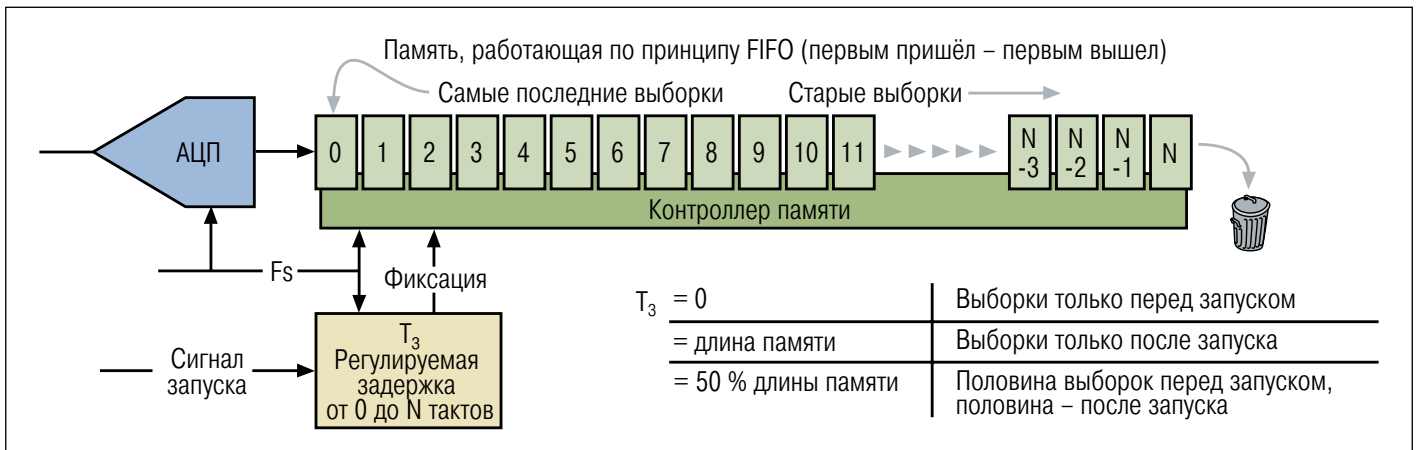 Память, работающая по принципу FIFO (первым пришёл – первым вышел)
Самые последние выборки
Старые выборки
АЦП
0 1 2 3 4 5 6 7 8 9 10 11 N-3 N-2 N-1 N
Контроллер памяти
Fs
Фиксация
Сигнал
запуска
T₃
Регулируемая
задержка
от 0 до N тактов
T₃ = 0 Выборки только перед запуском
= длина памяти Выборки только после запуска
= 50 % длины памяти Половина выборок перед запуском,
половина – после запуска